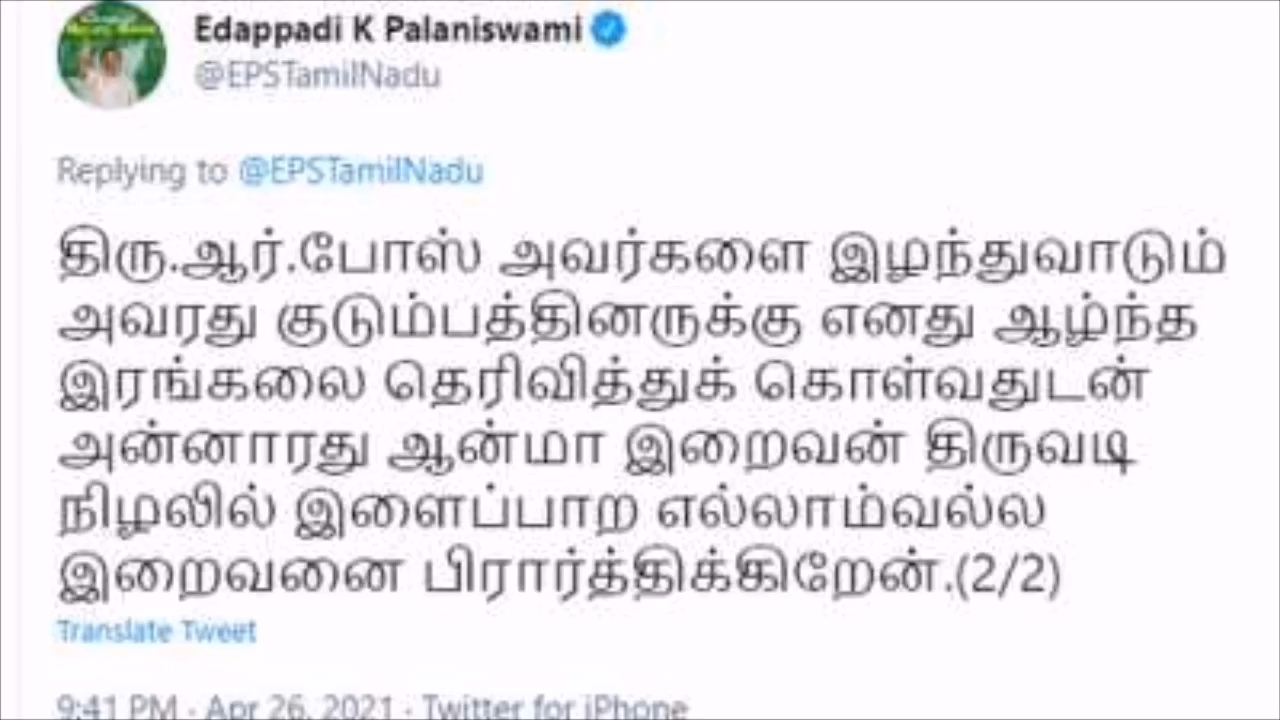 Edappadi K Palaniswami
@EPSTamilNadu
Replying to @EPSTamilNadu
திரு.ஆர்.போஸ் அவர்களை இழந்துவாடும்
அவரது குடும்பத்தினருக்கு எனது ஆழ்ந்த
இரங்கலை தெரிவித்துக் கொள்வதுடன்
அன்னாரது ஆன்மா இறைவன் திருவடி
நிழலில் இளைப்பாற எல்லாம்வல்ல
இறைவனை பிரார்த்திக்கிறேன்.(2/2)
Translate Tweet
9:41 PM · Apr 26, 2021 · Twitter for iPhone